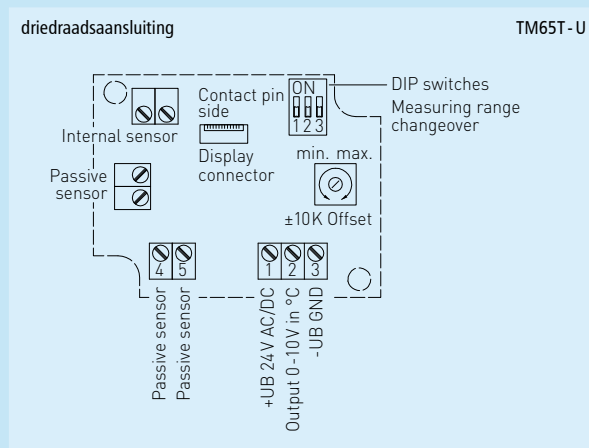 driedraadsaansluiting
TM65T - U
Contact pin
side
ON
1 2 3
DIP switches
Measuring range
changeover
Internal sensor
Display
connector
min. max.
Passive
sensor
±10K Offset
4 5
1 2 3
Passive sensor
Passive sensor
+UB 24 V AC/DC
Output 0 -10V in °C
-UB GND